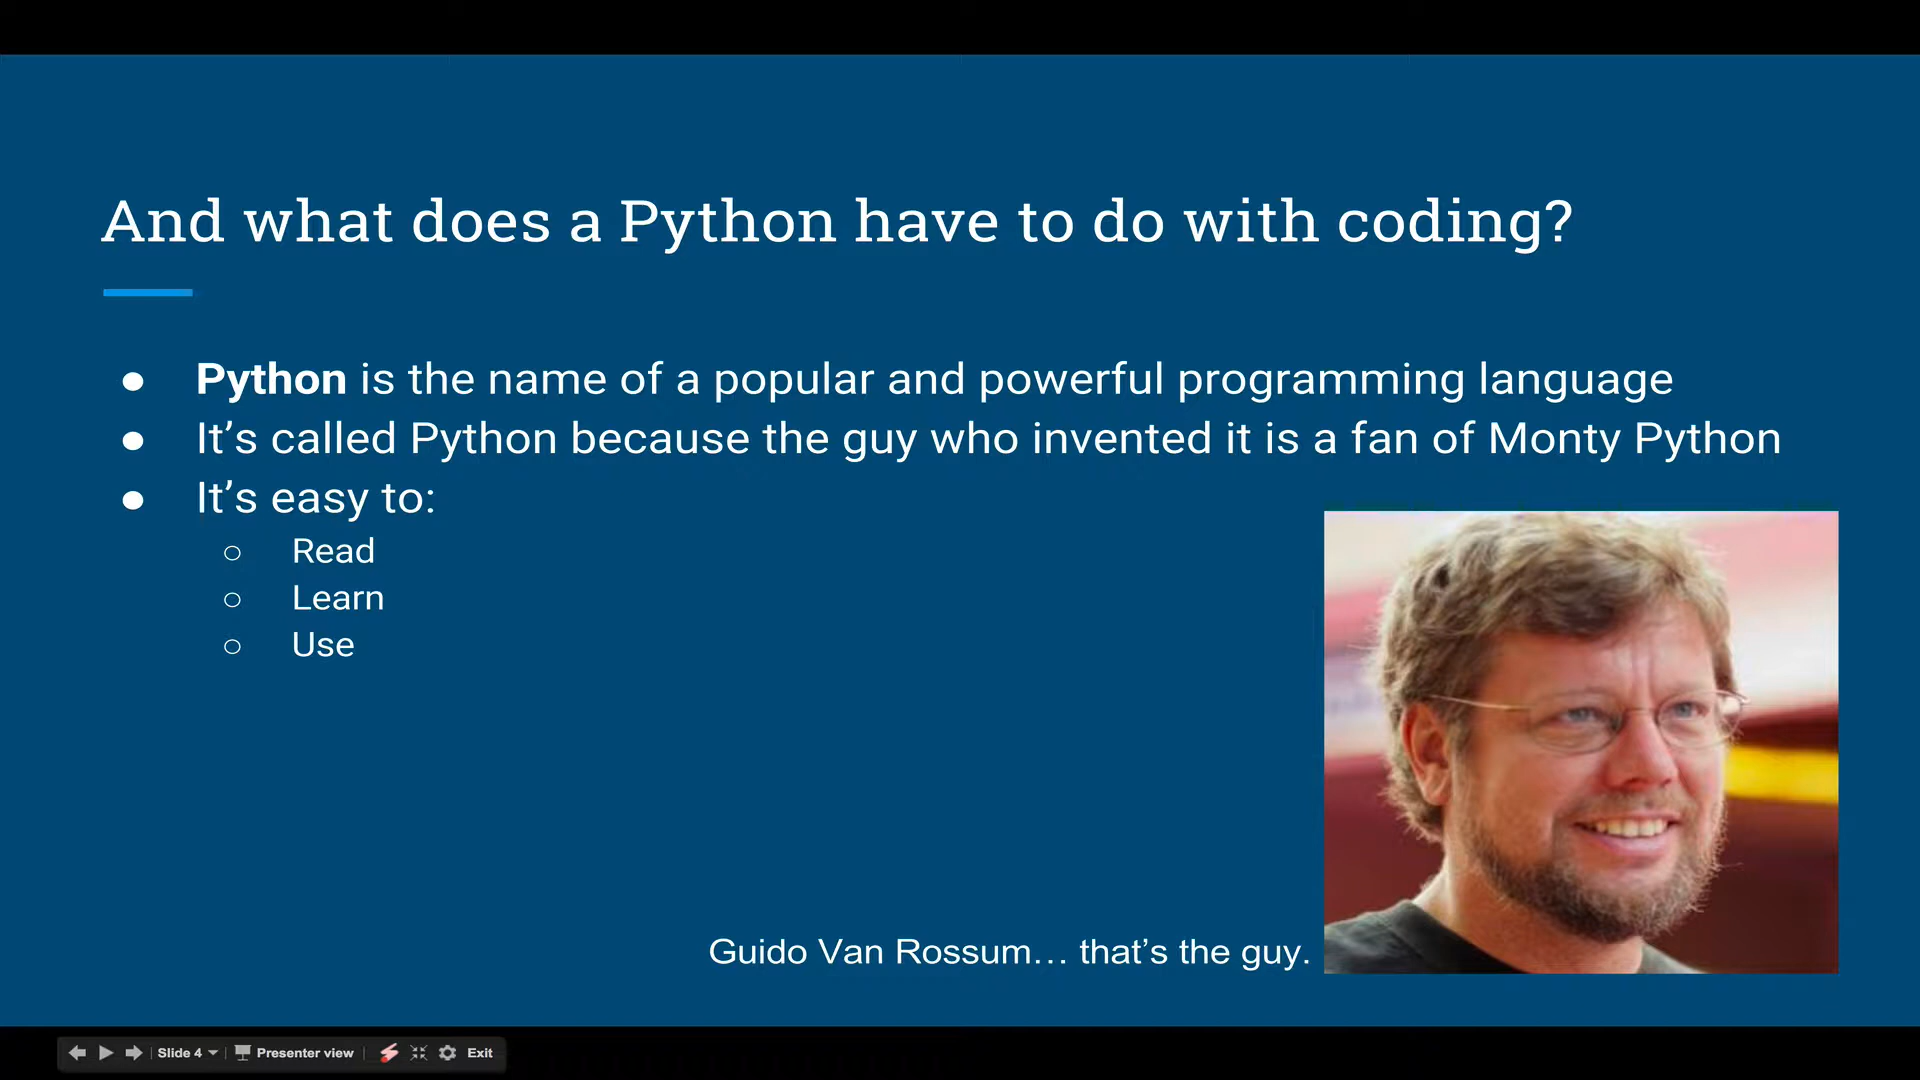 And what does a Python have to do with coding?
● Python is the name of a popular and powerful programming language
● It’s called Python because the guy who invented it is a fan of Monty Python
● It’s easy to:
○ Read
○ Learn
○ Use
Guido Van Rossum… that’s the guy.
Slide 4 Presenter view Exit